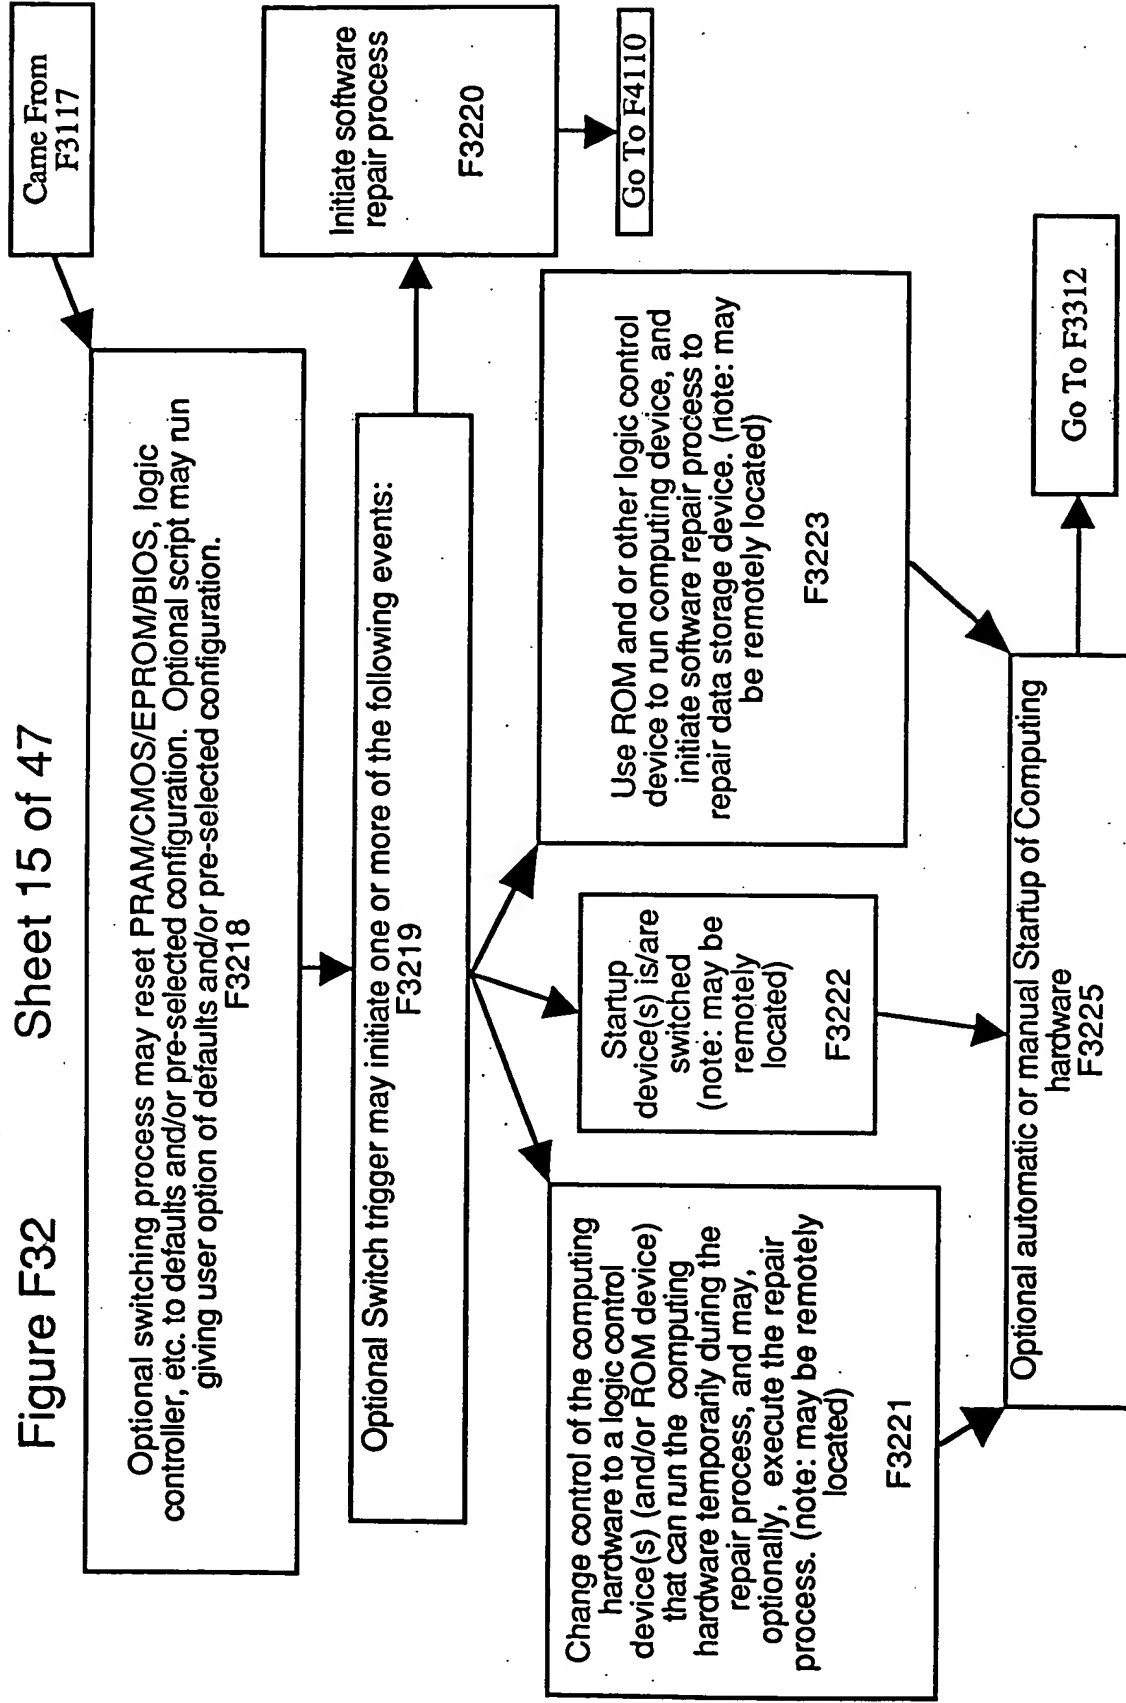 Figure F32
Sheet 15 of 47
Came From
F3117
Optional switching process may reset PRAM/CMOS/EPROM/BIOS, logic
controller, etc. to defaults and/or pre-selected configuration. Optional script may run
giving user option of defaults and/or pre-selected configuration.
F3218
Optional Switch trigger may initiate one or more of the following events:
F3219
Initiate software
repair process
F3220
Go To F4110
Change control of the computing
hardware to a logic control
device(s) (and/or ROM device)
that can run the computing
hardware temporarily during the
repair process, and may,
optionally, execute the repair
process. (note: may be remotely
located)
F3221
Startup
device(s) is/are
switched
(note: may be
remotely
located)
F3222
Use ROM and or other logic control
device to run computing device, and
initiate software repair process to
repair data storage device. (note: may
be remotely located)
F3223
Optional automatic or manual Startup of Computing
hardware
F3225
Go To F3312